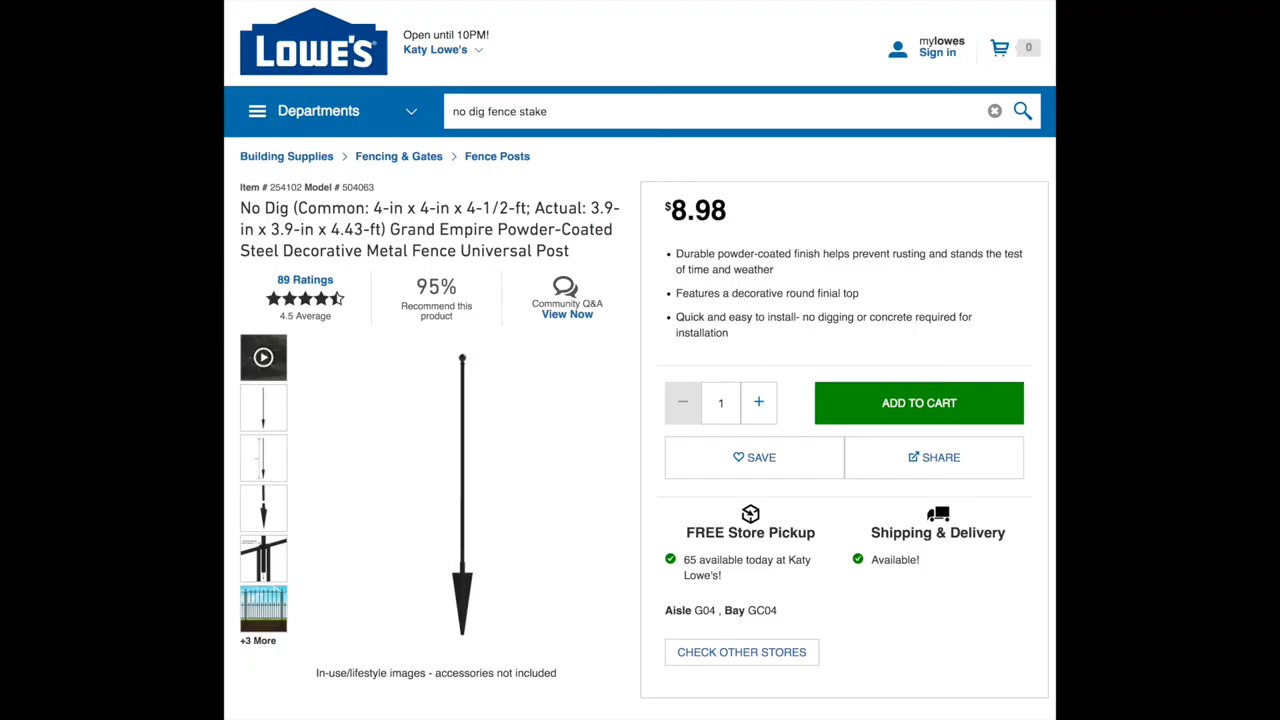 LOWE'S
Open until 10PM!
Katy Lowe's
mylowes
Sign in
0
Departments
no dig fence stake
Building Supplies > Fencing & Gates > Fence Posts
Item # 254102 Model # 504063
No Dig (Common: 4-in x 4-in x 4-1/2-ft; Actual: 3.9-
in x 3.9-in x 4.43-ft) Grand Empire Powder-Coated
Steel Decorative Metal Fence Universal Post
89 Ratings
4.5 Average
95%
Recommend this
product
Community Q&A
View Now
+3 More
In-use/lifestyle images - accessories not included
$8.98
• Durable powder-coated finish helps prevent rusting and stands the test
of time and weather
• Features a decorative round finial top
• Quick and easy to install- no digging or concrete required for
installation
1
ADD TO CART
SAVE
SHARE
FREE Store Pickup
65 available today at Katy
Lowe's!
Shipping & Delivery
Available!
Aisle G04 , Bay GC04
CHECK OTHER STORES